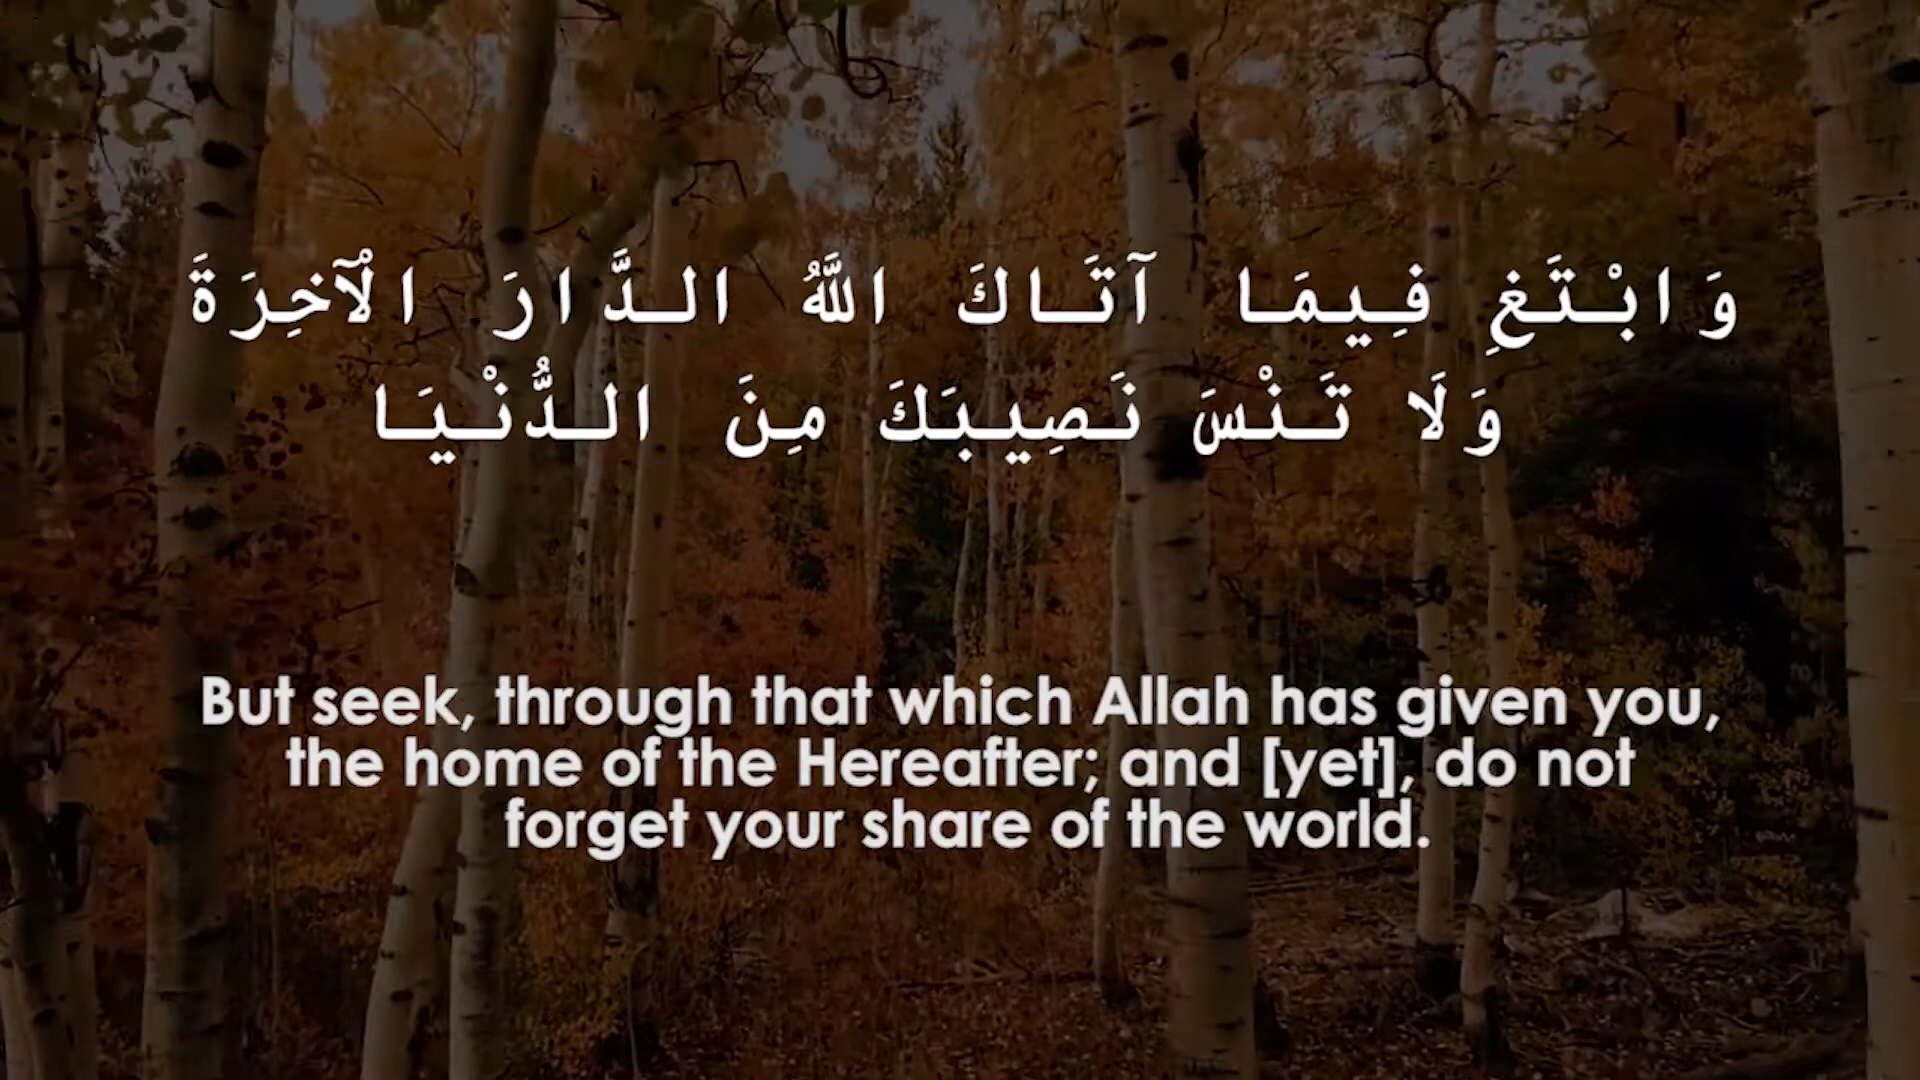 وَابْتَغِ فِيمَا آتَاكَ اللَّهُ الدَّارَ الْآخِرَةَ
وَلَا تَنْسَ نَصِيبَكَ مِنَ الدُّنْيَا
But seek, through that which Allah has given you,
the home of the Hereafter; and [yet], do not
forget your share of the world.